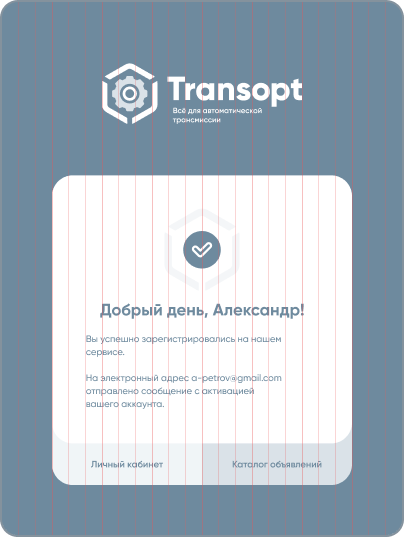 Transopt
Всё для автоматической
трансмиссии
Добрый день, Александр!
Вы успешно зарегистрировались на нашем
сервисе.
На электронный адрес a-petrov@gmail.com
отправлено сообщение с активацией
вашего аккаунта.
Личный кабинет
Каталог объявлений